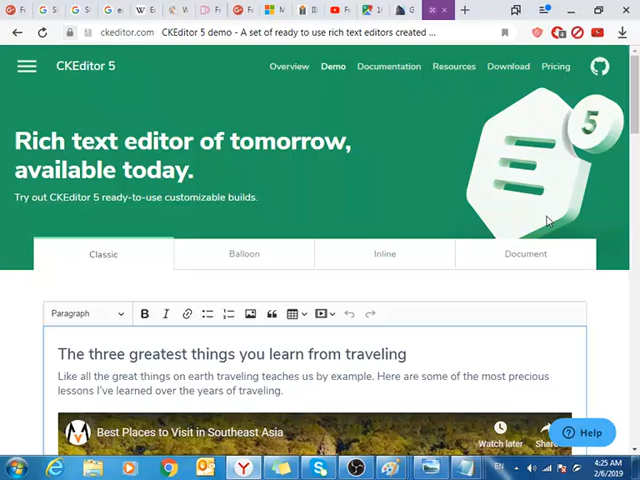 ckeditor.com
CKEditor 5 demo - A set of ready to use rich text editors created ...
CKEditor 5
Overview
Demo
Documentation
Resources
Download
Pricing
5
Rich text editor of tomorrow,
available today.
Try out CKEditor 5 ready-to-use customizable builds.
Classic
Balloon
Inline
Document
Paragraph
B
I
The three greatest things you learn from traveling
Like all the great things on earth traveling teaches us by example. Here are some of the most precious
lessons I've learned over the years of traveling.
Best Places to Visit in Southeast Asia
Watch later
Shar
Help
EN
4:25 AM
2/6/2019